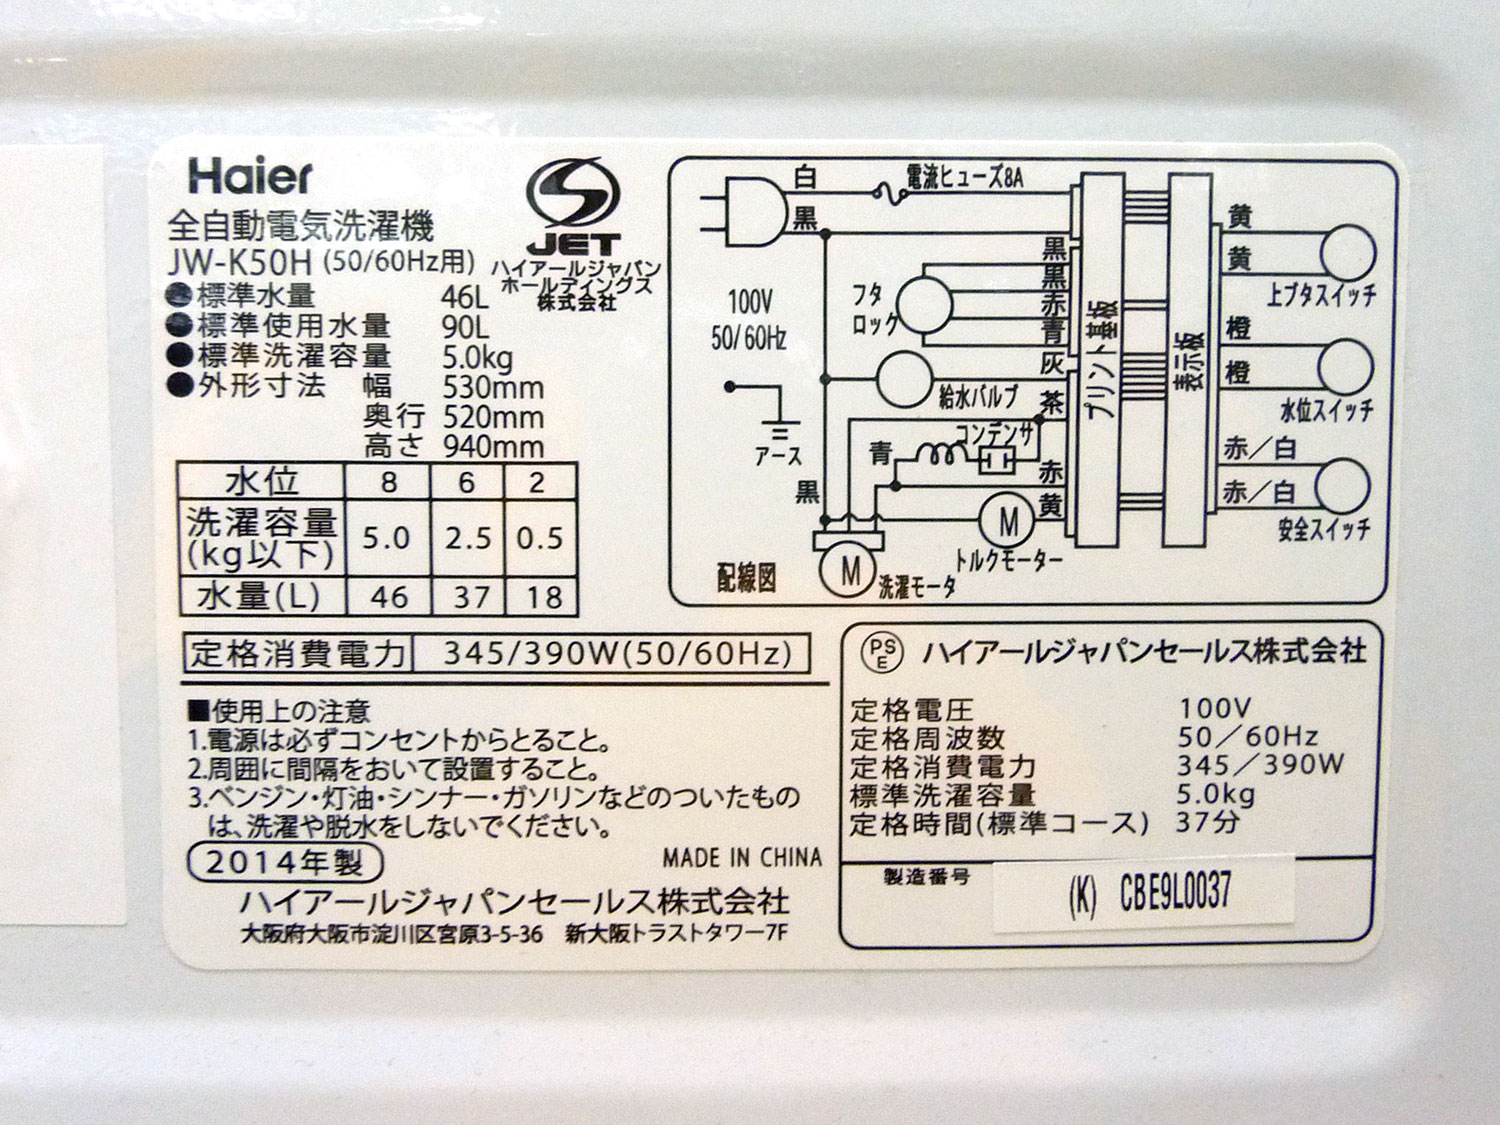 Haier
全自動電気洗濯機
JW-K50H (50/60Hz用)
JET
ハイアールジャパン
ホールディングス
株式会社
●標準水量 46L
●標準使用水量 90L
●標準洗濯容量 5.0kg
●外形寸法 幅 530mm
奥行 520mm
高さ 940mm
水位 8 6 2
洗濯容量
(kg以下) 5.0 2.5 0.5
水量(L) 46 37 18
定格消費電力 345/390W(50/60Hz)
■使用上の注意
1.電源は必ずコンセントからとること。
2.周囲に間隔をおいて設置すること。
3.ベンジン・灯油・シンナー・ガソリンなどのついたもの
は、洗濯や脱水をしないでください。
2014年製
MADE IN CHINA
ハイアールジャパンセールス株式会社
大阪府大阪市淀川区宮原3-5-36 新大阪トラストタワー7F
白
電流ヒューズ8A
黒
100V
50/60Hz
アース
フタ
ロック
黒
黒
赤
青
灰
給水バルブ
茶
コンデンサ
青
赤
黒
黄
M
トルクモーター
M
洗濯モータ
配線図
プリント基板
表示板
黄
黄
上ブタスイッチ
橙
橙
水位スイッチ
赤／白
赤／白
安全スイッチ
PSE
ハイアールジャパンセールス株式会社
定格電圧 100V
定格周波数 50／60Hz
定格消費電力 345／390W
標準洗濯容量 5.0kg
定格時間(標準コース) 37分
製造番号
(K) CBE9L0037